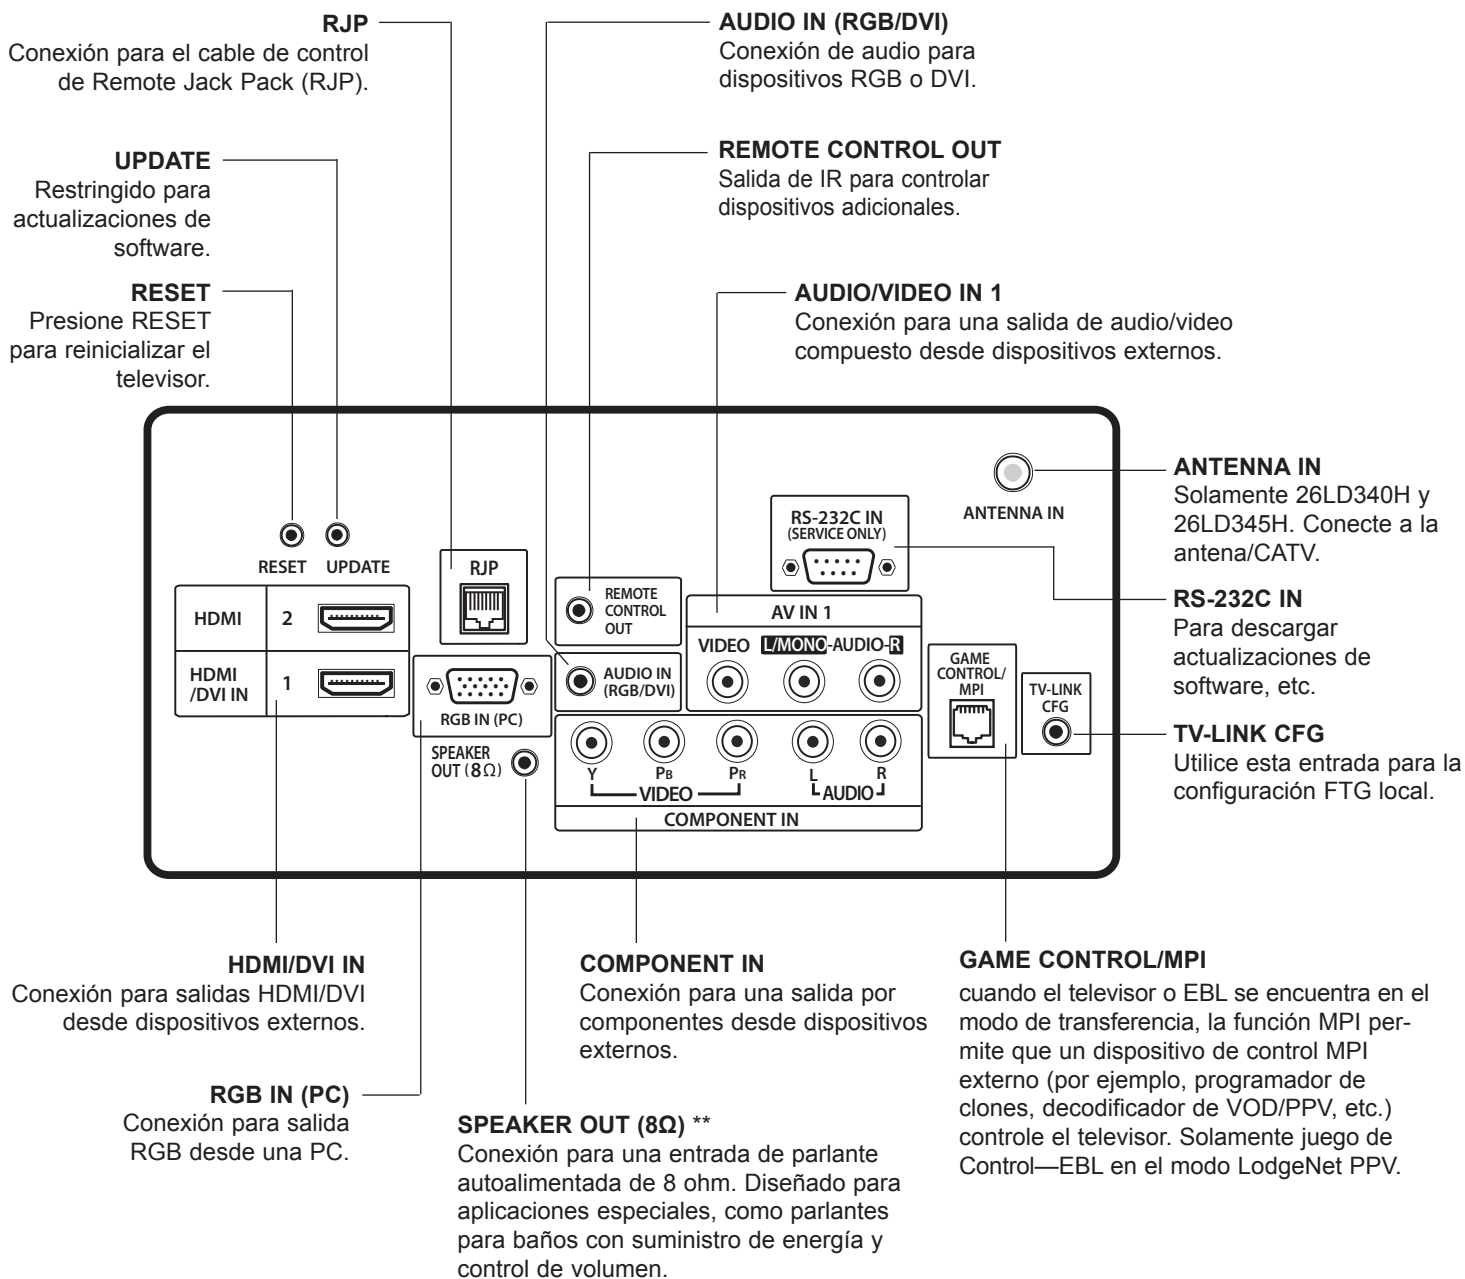 RJP
Conexión para el cable de control
de Remote Jack Pack (RJP).
AUDIO IN (RGB/DVI)
Conexión de audio para
dispositivos RGB o DVI.
UPDATE
Restringido para
actualizaciones de
software.
REMOTE CONTROL OUT
Salida de IR para controlar
dispositivos adicionales.
RESET
Presione RESET
para reinicializar el
televisor.
AUDIO/VIDEO IN 1
Conexión para una salida de audio/video
compuesto desde dispositivos externos.
ANTENNA IN
RS-232C IN
(SERVICE ONLY)
RESET
UPDATE
RJP
HDMI
2
HDMI
/DVI IN
1
REMOTE
CONTROL
OUT
AV IN 1
VIDEO L/MONO-AUDIO-R
AUDIO IN
(RGB/DVI)
RGB IN (PC)
SPEAKER
OUT (8Ω)
GAME
CONTROL/
MPI
TV-LINK
CFG
Y PB PR L R
VIDEO AUDIO
COMPONENT IN
ANTENNA IN
Solamente 26LD340H y
26LD345H. Conecte a la
antena/CATV.
RS-232C IN
Para descargar
actualizaciones de
software, etc.
TV-LINK CFG
Utilice esta entrada para la
configuración FTG local.
HDMI/DVI IN
Conexión para salidas HDMI/DVI
desde dispositivos externos.
RGB IN (PC)
Conexión para salida
RGB desde una PC.
COMPONENT IN
Conexión para una salida por
componentes desde dispositivos
externos.
SPEAKER OUT (8Ω) **
Conexión para una entrada de parlante
autoalimentada de 8 ohm. Diseñado para
aplicaciones especiales, como parlantes
para baños con suministro de energía y
control de volumen.
GAME CONTROL/MPI
cuando el televisor o EBL se encuentra en el
modo de transferencia, la función MPI per-
mite que un dispositivo de control MPI
externo (por ejemplo, programador de
clones, decodificador de VOD/PPV, etc.)
controle el televisor. Solamente juego de
Control—EBL en el modo LodgeNet PPV.